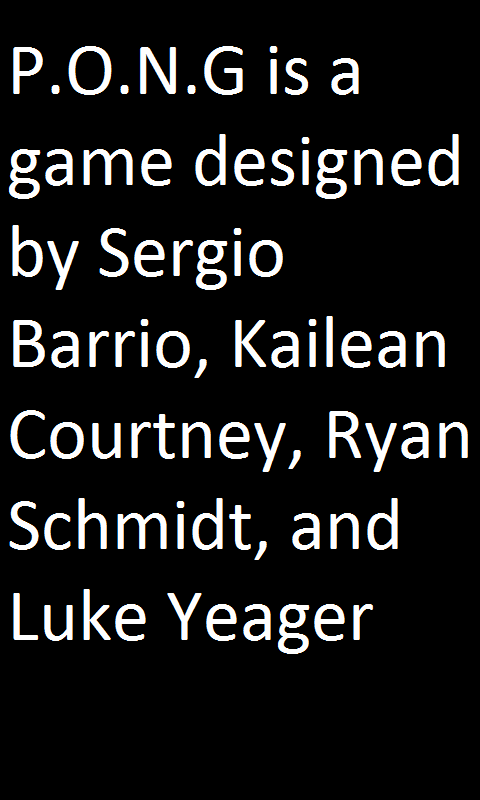 P.O.N.G is a
game designed
by Sergio
Barrio, Kailean
Courtney, Ryan
Schmidt, and
Luke Yeager